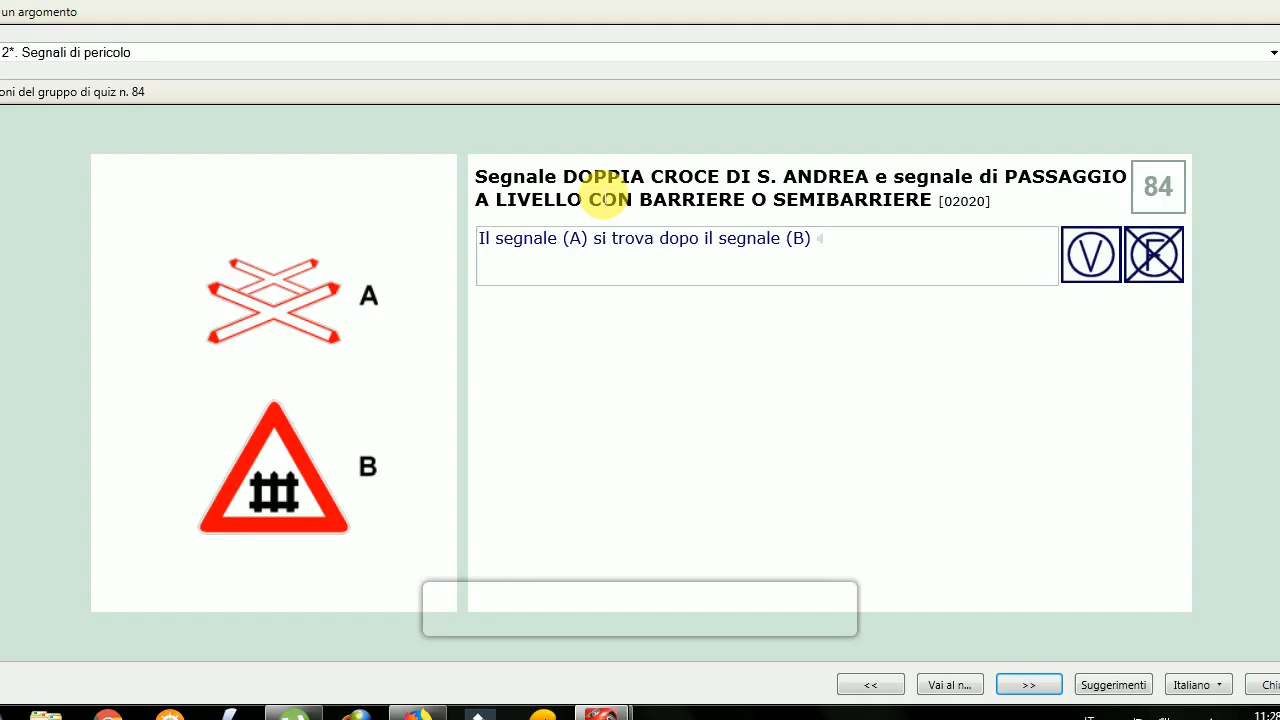 un argomento
2*. Segnali di pericolo
oni del gruppo di quiz n. 84
Segnale DOPPIA CROCE DI S. ANDREA e segnale di PASSAGGIO
A LIVELLO CON BARRIERE O SEMIBARRIERE [02020]
84
Il segnale (A) si trova dopo il segnale (B)
V
F
A
B
<<
Vai al n...
>>
Suggerimenti
Italiano
Chi
11:28